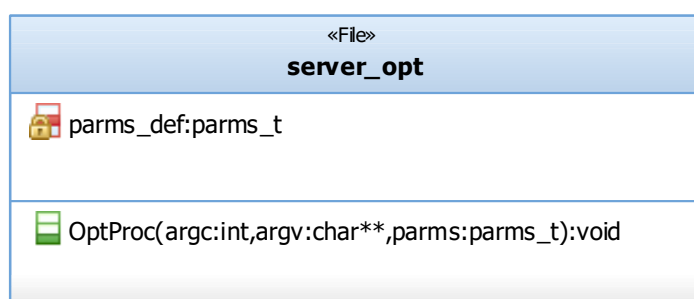 «File»
server_opt
parms_def:parms_t
OptProc(argc:int,argv:char**,parms:parms_t):void